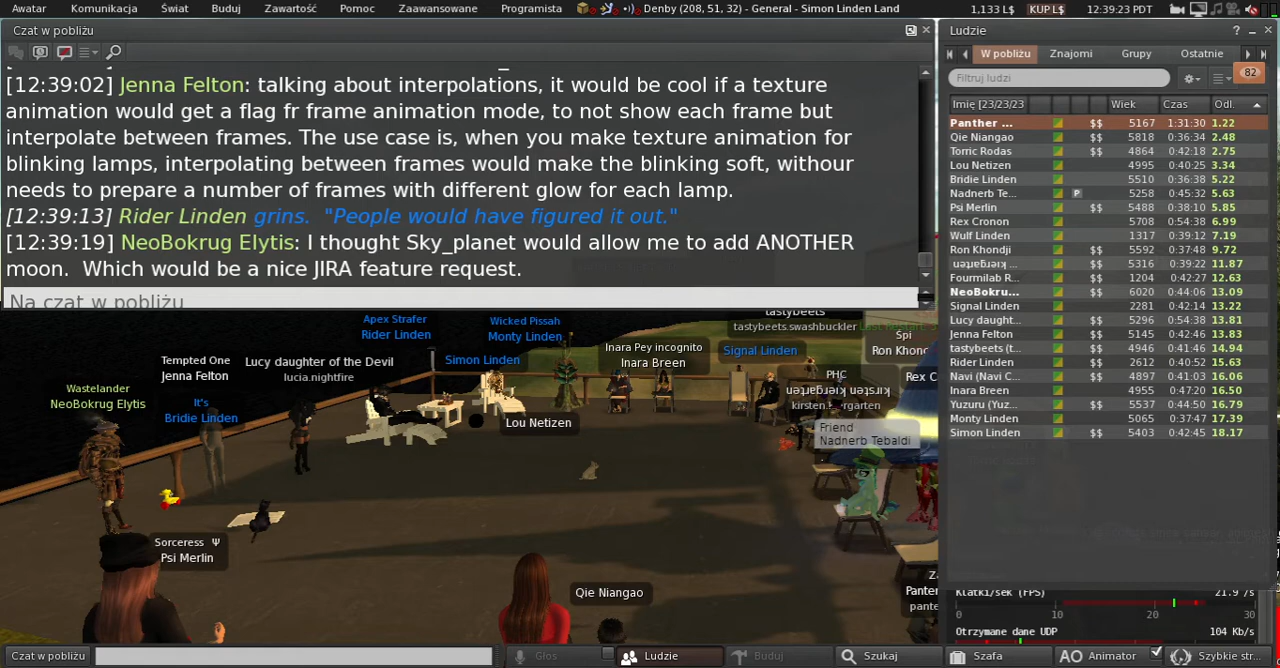 Awatar Komunikacja Świat Buduj Zawartość Pomoc Zaawansowane Programista Denby (208, 51, 32) - General - Simon Linden Land 1,133 L$ KUP L$ 12:39:23 PDT
Czat w pobliżu
[12:39:02] Jenna Felton: talking about interpolations, it would be cool if a texture
animation would get a flag fr frame animation mode, to not show each frame but
interpolate between frames. The use case is, when you make texture animation for
blinking lamps, interpolating between frames would make the blinking soft, withour
needs to prepare a number of frames with different glow for each lamp.
[12:39:13] Rider Linden grins. "People would have figured it out."
[12:39:19] NeoBokrug Elytis: I thought Sky_planet would allow me to add ANOTHER
moon. Which would be a nice JIRA feature request.
Na czat w pobliżu
Ludzie
W pobliżu Znajomi Grupy Ostatnie
82
Filtruj ludzi
Imię [23/23/23 Wiek Czas Odl.
Panther ... $$ 5167 1:31:30 1.22
Qie Niangao 5818 0:36:34 2.48
Torric Rodas $$ 4864 0:42:18 2.75
Lou Netizen 4995 0:40:25 3.34
Bridie Linden 5510 0:36:38 5.22
Nadnerb Te... P 5258 0:45:32 5.63
Psi Merlin $$ 5488 0:38:10 5.85
Rex Cronon 5708 0:54:38 6.99
Wulf Linden 1317 0:39:12 7.19
Ron Khondji $$ 5592 0:37:48 9.72
$$ 5316 0:39:22 11.87
Fourmilab R... $$ 1204 0:42:27 12.63
NeoBokru... $$ 6020 0:44:06 13.09
Signal Linden 2281 0:42:14 13.22
Lucy daught... $$ 5296 0:54:38 13.81
Jenna Felton 5145 0:42:46 13.83
tastybeets (t... $$ 4946 0:41:46 14.94
Rider Linden $$ 2612 0:40:52 15.63
Navi (Navi C... $$ 4897 0:41:03 16.06
Inara Breen 4955 0:47:20 16.50
Yuzuru (Yuz... $$ 5537 0:44:50 16.79
Monty Linden 5065 0:37:47 17.39
Simon Linden $$ 5403 0:42:45 18.17
Apex Strafer
Rider Linden
Wicked Pissah
Monty Linden
Simon Linden
tastybeets
tastybeets.swashbuckler
Inara Pey incognito
Inara Breen
Signal Linden
Spi
Ron Khond
Tempted One
Jenna Felton
Lucy daughter of the Devil
lucia.nightfire
PHC
Rex C
Wastelander
NeoBokrug Elytis
It's
Bridie Linden
Lou Netizen
Friend
Nadnerb Tebaldi
Sorceress Ψ
Psi Merlin
Qie Niangao
Za
Panter
pante
Klatki/sek (FPS) 21.9 /s
0 10 20 30
Otrzymane dane UDP 104 Kb/s
Czat w pobliżu Głos Ludzie Buduj Szukaj Szafa AO Animator Szybkie str...